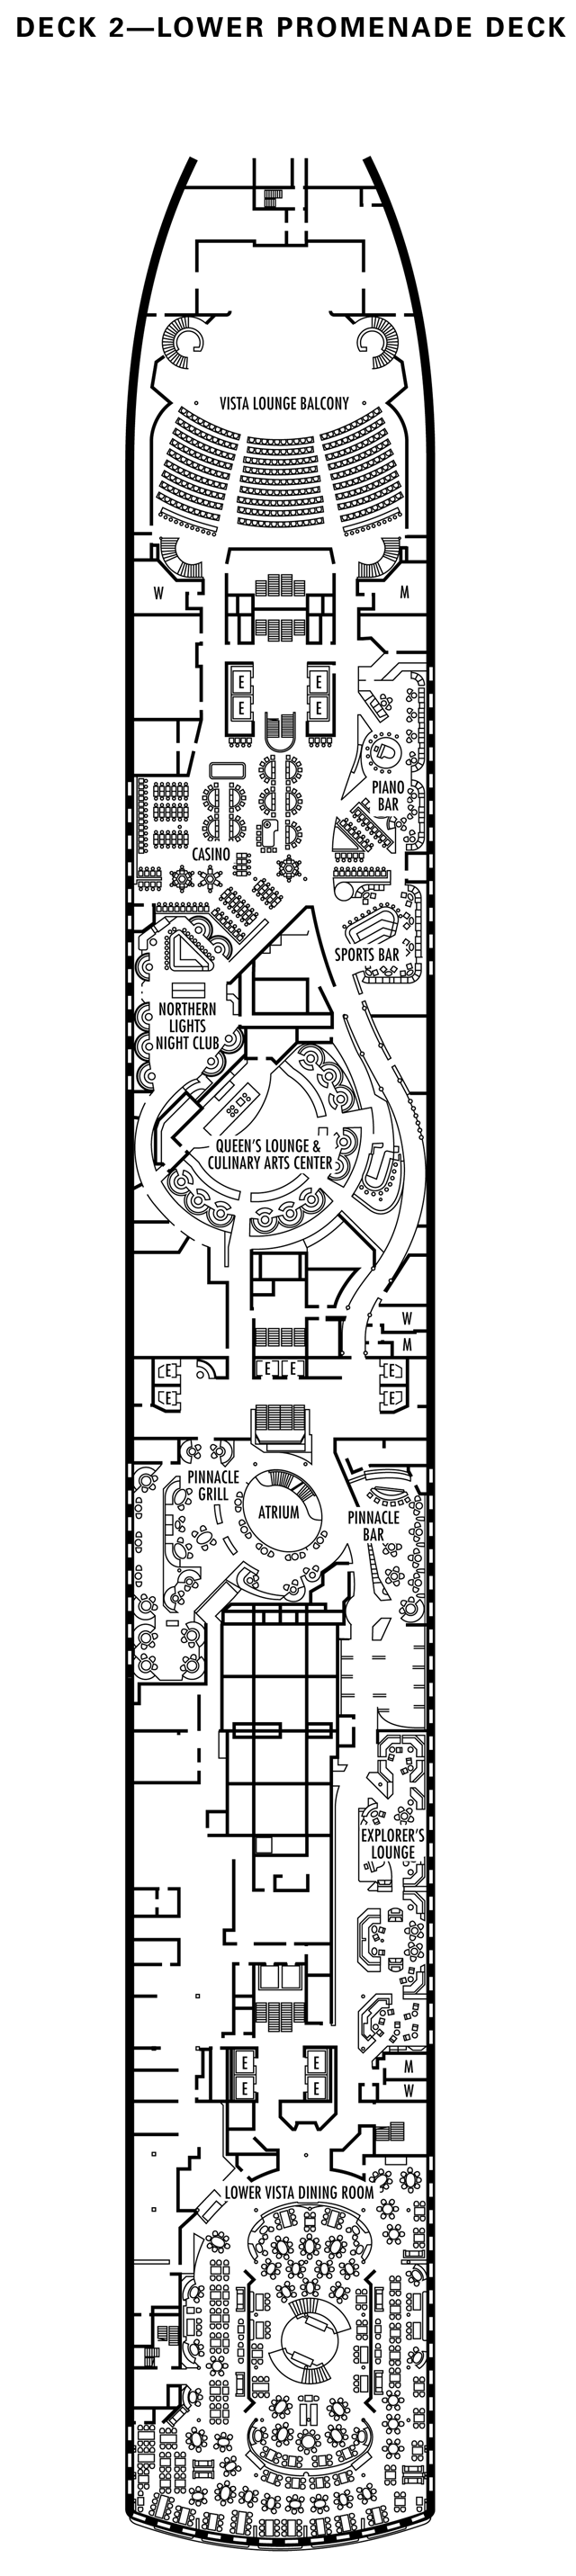 DECK 2—LOWER PROMENADE DECK
VISTA LOUNGE BALCONY
W
M
E
E
E
E
PIANO
BAR
CASINO
SPORTS BAR
NORTHERN
LIGHTS
NIGHT CLUB
QUEEN'S LOUNGE &
CULINARY ARTS CENTER
W
M
E
E
E
E
E
E
PINNACLE
GRILL
ATRIUM
PINNACLE
BAR
EXPLORER'S
LOUNGE
E
E
M
E
E
W
LOWER VISTA DINING ROOM